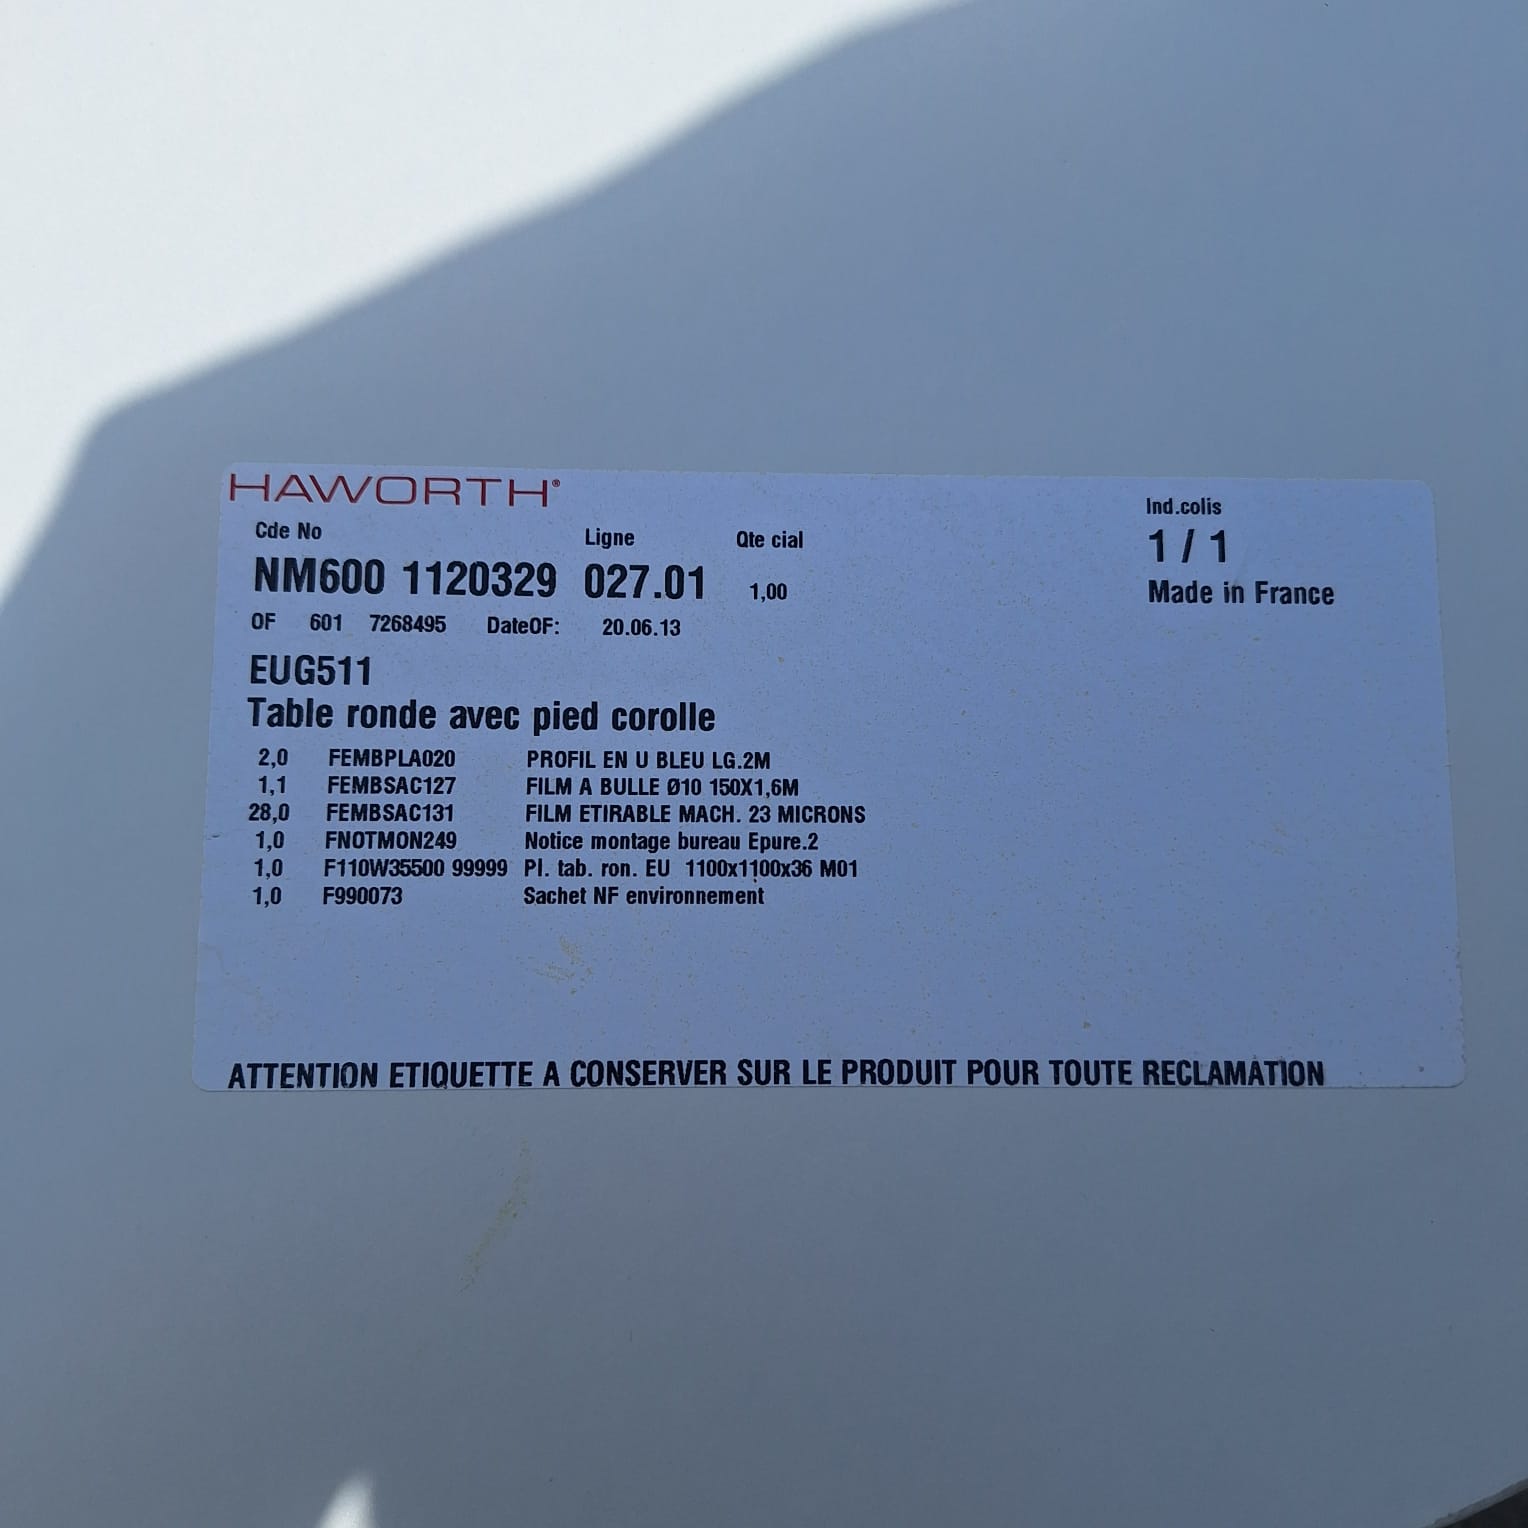 HAWORTH®
Cde No Ligne Qte cial Ind.colis
NM600 1120329 027.01 1,00 1 / 1
Made in France
OF 601 7268495 DateOF: 20.06.13
EUG511
Table ronde avec pied corolle
2,0 FEMBPLA020 PROFIL EN U BLEU LG.2M
1,1 FEMBSAC127 FILM A BULLE Ø10 150X1,6M
28,0 FEMBSAC131 FILM ETIRABLE MACH. 23 MICRONS
1,0 FNOTMON249 Notice montage bureau Epure.2
1,0 F110W35500 99999 Pl. tab. ron. EU 1100x1100x36 M01
1,0 F990073 Sachet NF environnement
ATTENTION ETIQUETTE A CONSERVER SUR LE PRODUIT POUR TOUTE RECLAMATION